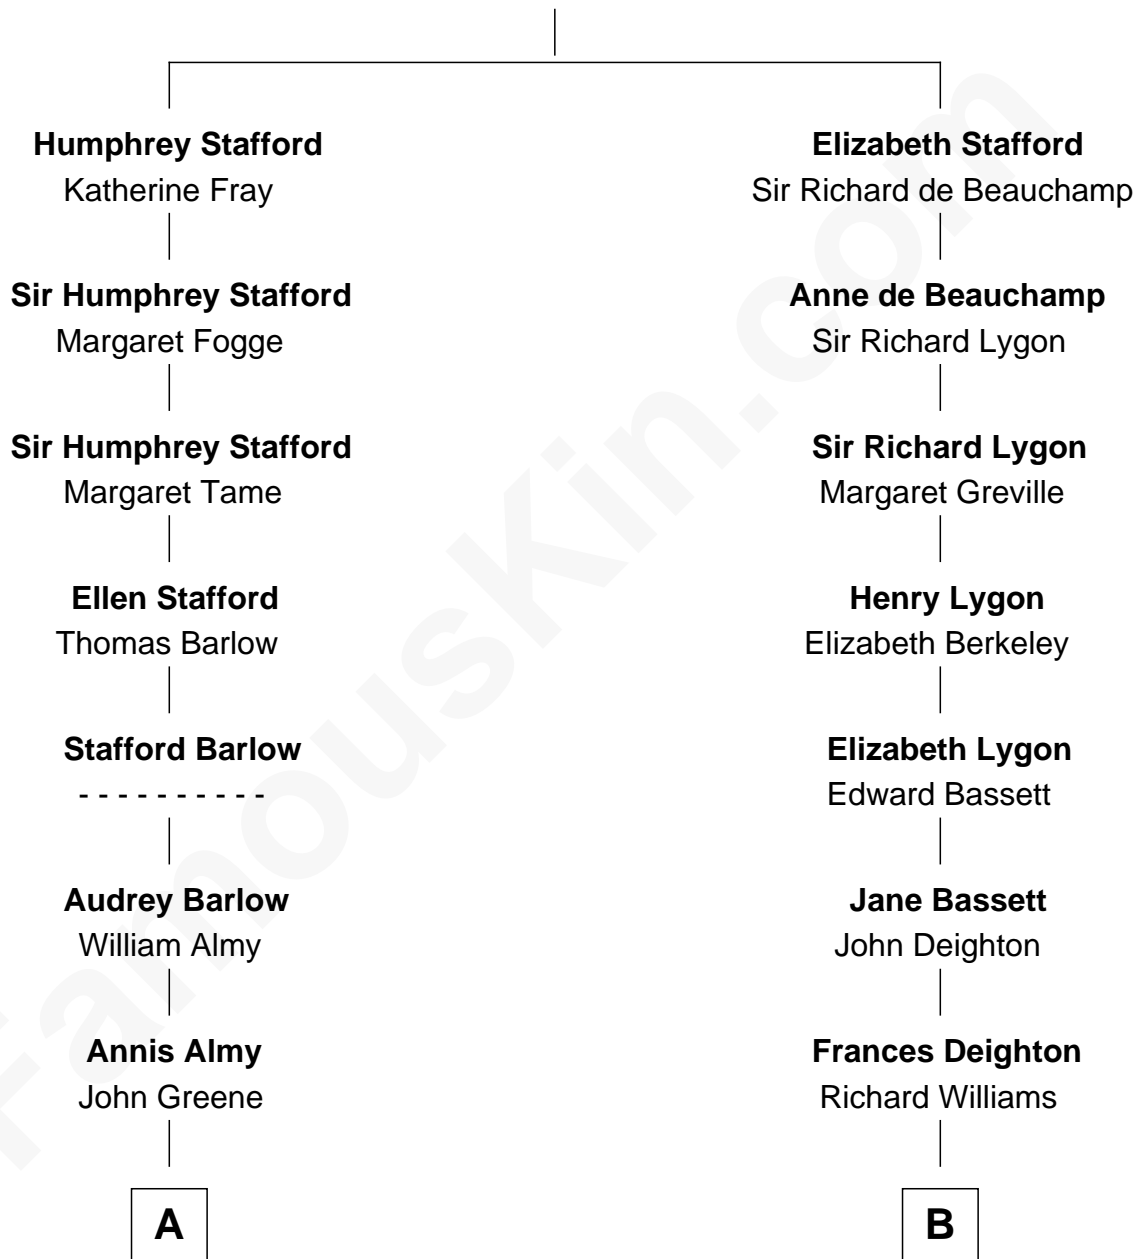 Humphrey Stafford
Katherine Fray
Sir Humphrey Stafford
Margaret Fogge
Sir Humphrey Stafford
Margaret Tame
Ellen Stafford
Thomas Barlow
Stafford Barlow
- - - - - - - - - -
Audrey Barlow
William Almy
Annis Almy
John Greene
A
Elizabeth Stafford
Sir Richard de Beauchamp
Anne de Beauchamp
Sir Richard Lygon
Sir Richard Lygon
Margaret Greville
Henry Lygon
Elizabeth Berkeley
Elizabeth Lygon
Edward Bassett
Jane Bassett
John Deighton
Frances Deighton
Richard Williams
B
FamousKin.com